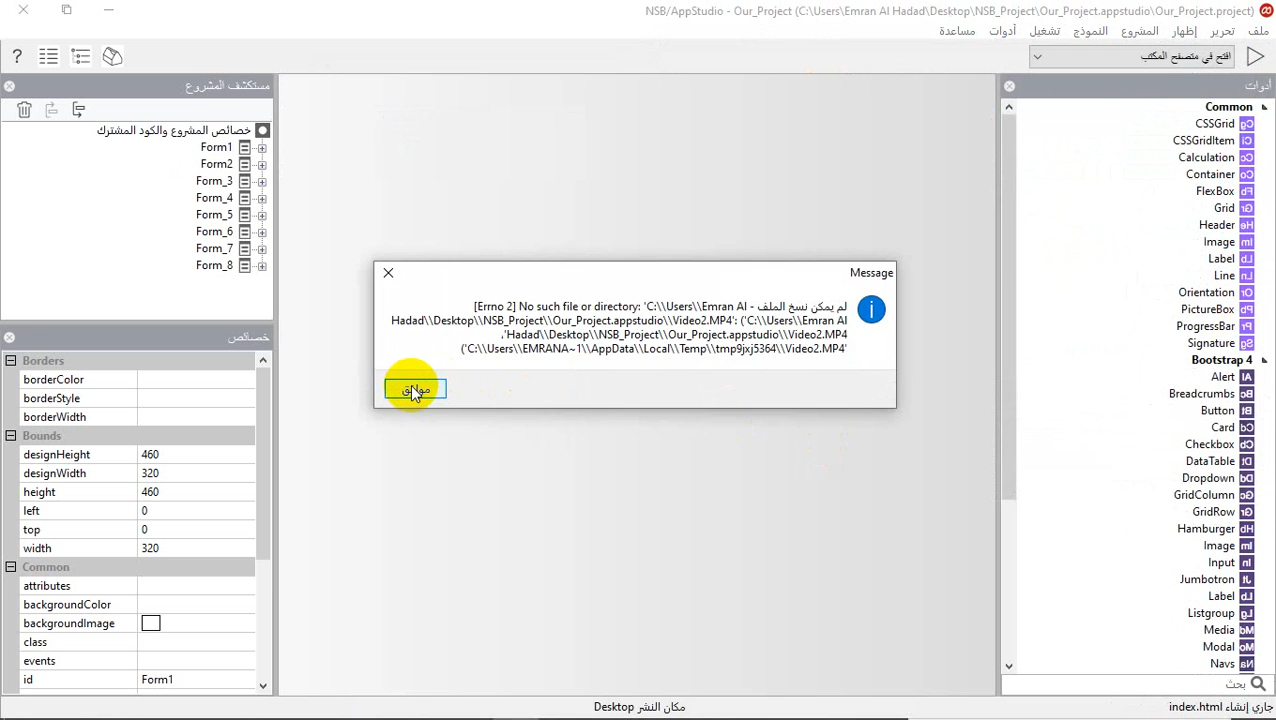 NSB/AppStudio - Our_Project (C:\Users\Emran Al Hadad\Desktop\NSB_Project\Our_Project.appstudio\Our_Project.project)
ملف تحرير إظهار المشروع النموذج تشغيل أدوات مساعدة
افتح في متصفح المكتب
أدوات
Common
CSSGrid
CSSGridItem
Calculation
Container
FlexBox
Grid
Header
Image
Label
Line
Orientation
PictureBox
ProgressBar
Signature
Bootstrap 4
Alert
Breadcrumbs
Button
Card
Checkbox
DataTable
Dropdown
GridColumn
GridRow
Hamburger
Image
Input
Jumbotron
Label
Listgroup
Media
Modal
Navs
بحث
Message
لم يمكن نسخ الملف - [Errno 2] No such file or directory: 'C:\\Users\\Emran Al
Hadad\\Desktop\\NSB_Project\\Our_Project.appstudio\\Video2.MP4': ('C:\\Users\\Emran Al
Hadad\\Desktop\\NSB_Project\\Our_Project.appstudio\\Video2.MP4',
'C:\\Users\\EMRANA~1\\AppData\\Local\\Temp\\tmp9jxj5364\\Video2.MP4')
موافق
مستكشف المشروع
خصائص المشروع والكود المشترك
Form1
Form2
Form_3
Form_4
Form_5
Form_6
Form_7
Form_8
خصائص
Borders
borderColor
borderStyle
borderWidth
Bounds
designHeight 460
designWidth 320
height 460
left 0
top 0
width 320
Common
attributes
backgroundColor
backgroundImage
class
events
id Form1
جاري إنشاء index.html
مكان النشر Desktop